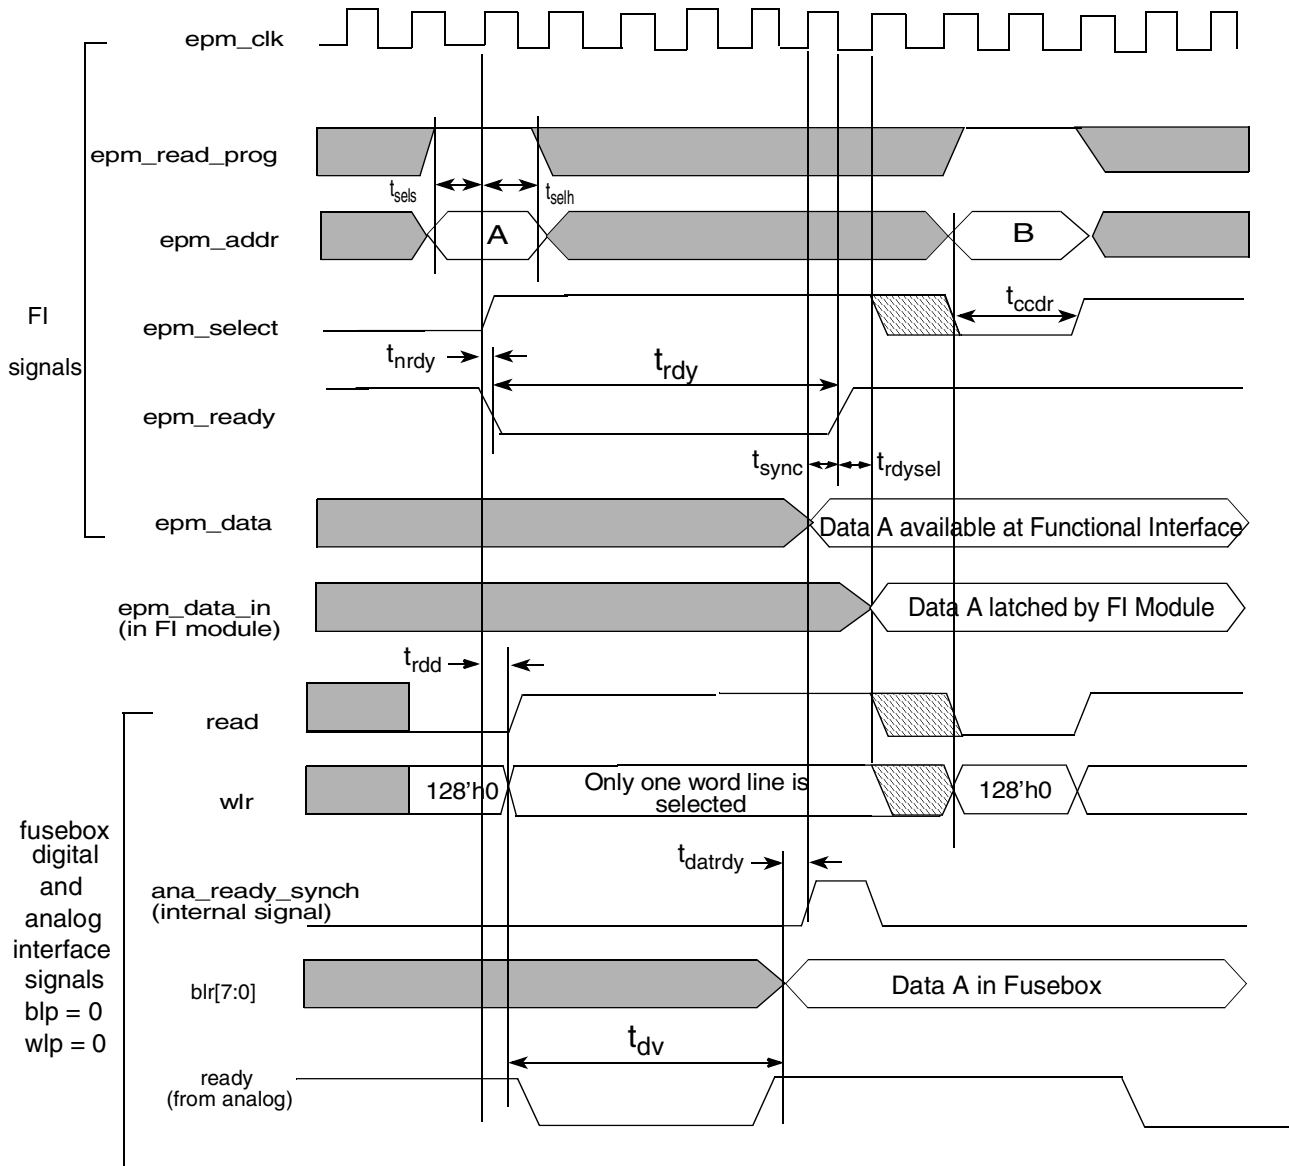 epm_clk
epm_read_prog
tsels
tselh
epm_addr
A
B
FI
signals
epm_select
tccdr
tnrdy
trdy
epm_ready
tsync
trdysel
epm_data
Data A available at Functional Interface
epm_data_in
(in FI module)
Data A latched by FI Module
trdd
read
wlr
128'h0
Only one word line is
selected
128'h0
fusebox
digital
and
analog
interface
signals
blp = 0
wlp = 0
tdatrdy
ana_ready_synch
(internal signal)
blr[7:0]
Data A in Fusebox
tdv
ready
(from analog)